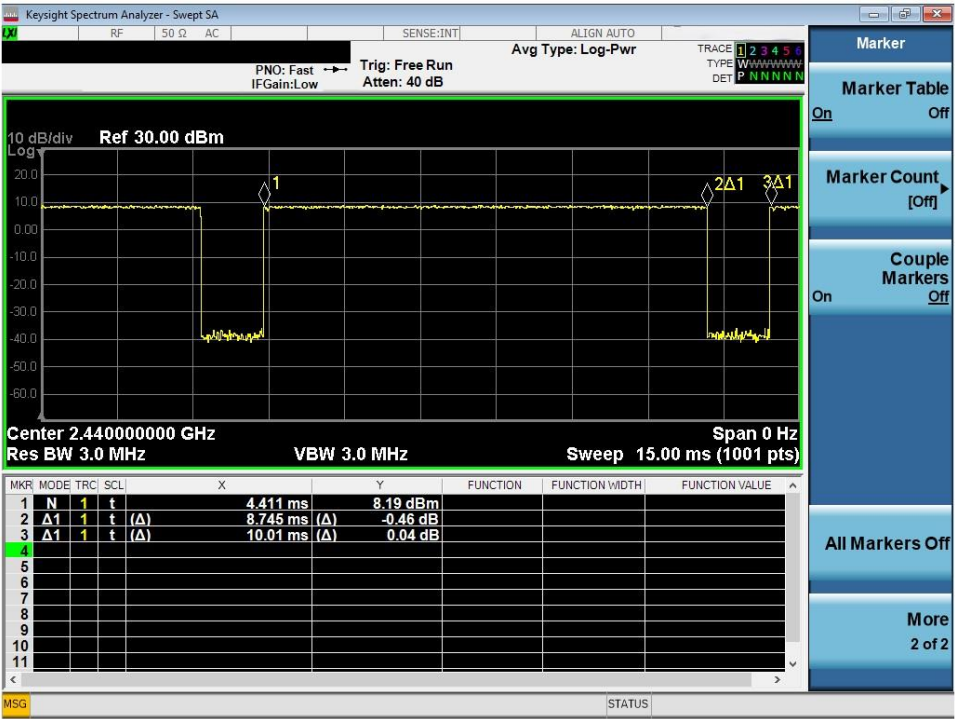 Keysight Spectrum Analyzer - Swept SA
LXI RF 50 Ω AC SENSE:INT ALIGN AUTO
PNO: Fast
IFGain:Low
Trig: Free Run
Atten: 40 dB
Avg Type: Log-Pwr
TRACE 1 2 3 4 5 6
TYPE WWWWWW
DET P N N N N N
10 dB/div Ref 30.00 dBm
Log
20.0
10.0
0.00
-10.0
-20.0
-30.0
-40.0
-50.0
-60.0
1
2Δ1
3Δ1
Center 2.440000000 GHz Span 0 Hz
Res BW 3.0 MHz VBW 3.0 MHz Sweep 15.00 ms (1001 pts)
MKR MODE TRC SCL X Y FUNCTION FUNCTION WIDTH FUNCTION VALUE
1 N 1 t 4.411 ms 8.19 dBm
2 Δ1 1 t (Δ) 8.745 ms (Δ) -0.46 dB
3 Δ1 1 t (Δ) 10.01 ms (Δ) 0.04 dB
4
5
6
7
8
9
10
11
MSG STATUS
Marker
Marker Table
On Off
Marker Count
[Off]
Couple
Markers
On Off
All Markers Off
More
2 of 2